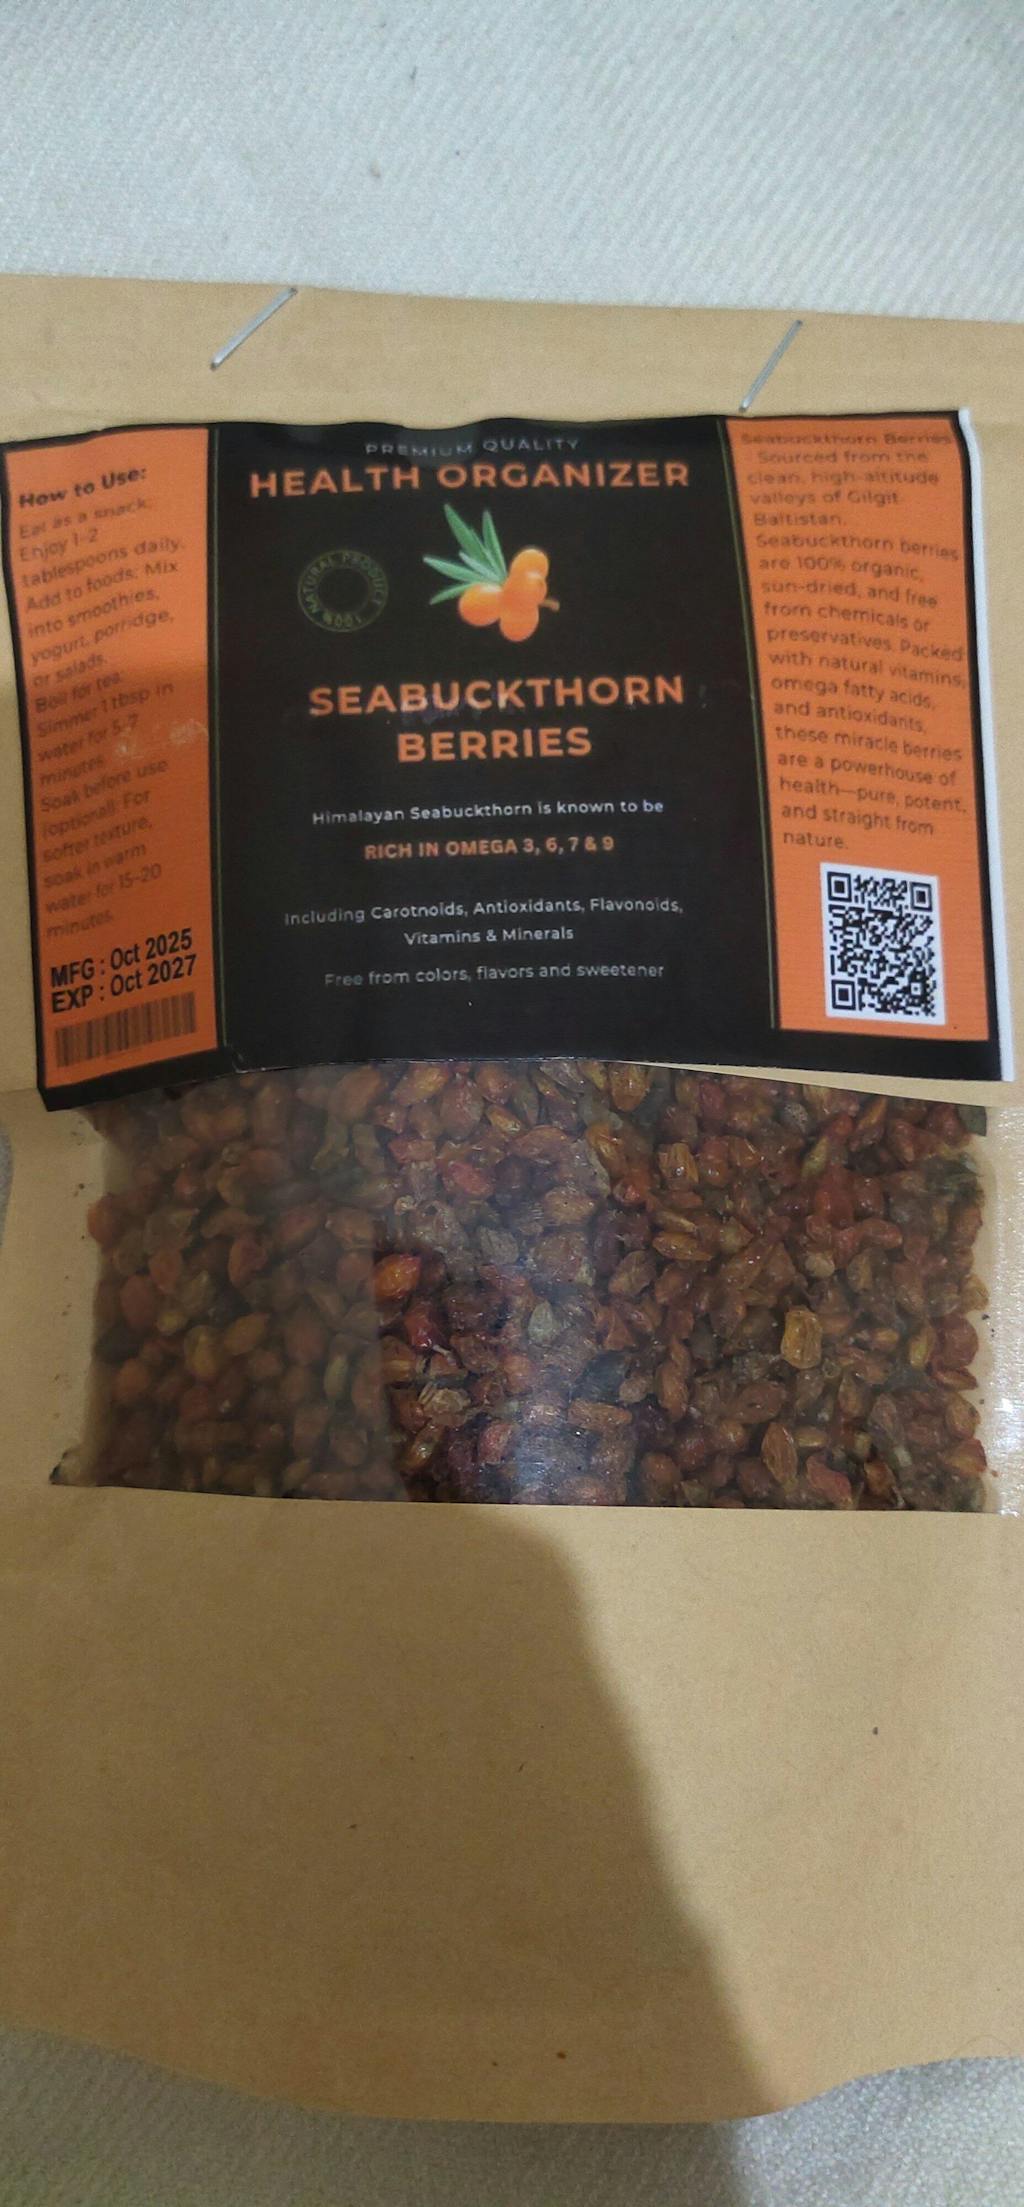 How to Use:
Eat as a snack:
Enjoy 1-2
tablespoons daily.
Add to foods: Mix
into smoothies,
yogurt, porridge,
or salads.
Boil for tea:
Simmer 1 tbsp in
water for 5-7
minutes.
Soak before use
(optional): For
softer texture,
soak in warm
water for 15-20
minutes.
MFG : Oct 2025
EXP : Oct 2027
PREMIUM QUALITY
HEALTH ORGANIZER
100% NATURAL PRODUCT
SEABUCKTHORN
BERRIES
Himalayan Seabuckthorn is known to be
RICH IN OMEGA 3, 6, 7 & 9
Including Carotnoids, Antioxidants, Flavonoids,
Vitamins & Minerals
Free from colors, flavors and sweetener
Seabuckthorn Berries
Sourced from the
clean, high-altitude
valleys of Gilgit
Baltistan.
Seabuckthorn berries
are 100% organic,
sun-dried, and free
from chemicals or
preservatives. Packed
with natural vitamins,
omega fatty acids,
and antioxidants,
these miracle berries
are a powerhouse of
health—pure, potent,
and straight from
nature.